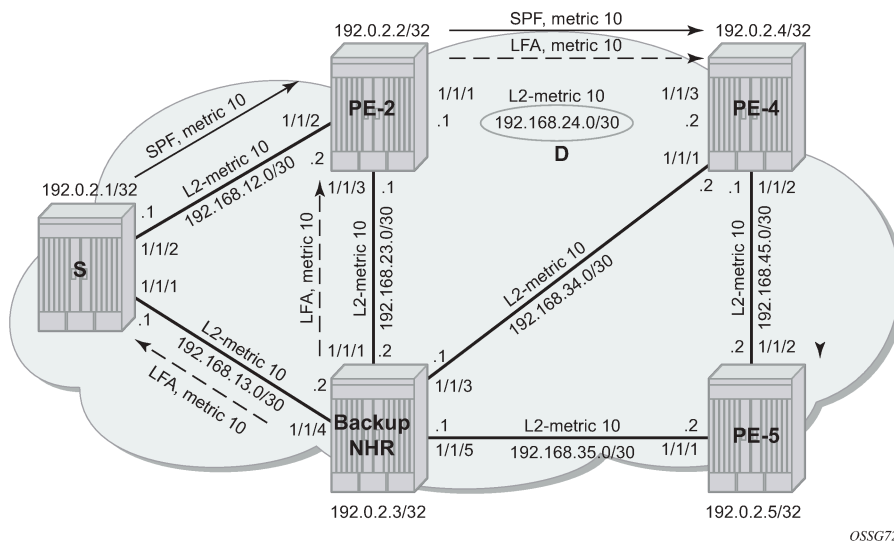 SPF, metric 10
192.0.2.2/32
192.0.2.4/32
LFA, metric 10
PE-2
1/1/1
L2-metric 10
1/1/3
PE-4
SPF, metric 10
1/1/2
.1
192.168.24.0/30
.2
D
L2-metric 10
192.168.12.0/30
.2
1/1/1
192.0.2.1/32
1/1/3
.1
.2
.1
1/1/2
.1
1/1/2
S
LFA, metric 10
L2-metric 10
192.168.23.0/30
L2-metric 10
192.168.34.0/30
L2-metric 10
192.168.45.0/30
1/1/1
.1
L2-metric 10
192.168.13.0/30
LFA, metric 10
1/1/1
.2
.2
1/1/2
.2
.1
1/1/3
1/1/4
Backup
NHR
.1
L2-metric 10
.2
PE-5
1/1/5
192.168.35.0/30
1/1/1
192.0.2.3/32
192.0.2.5/32